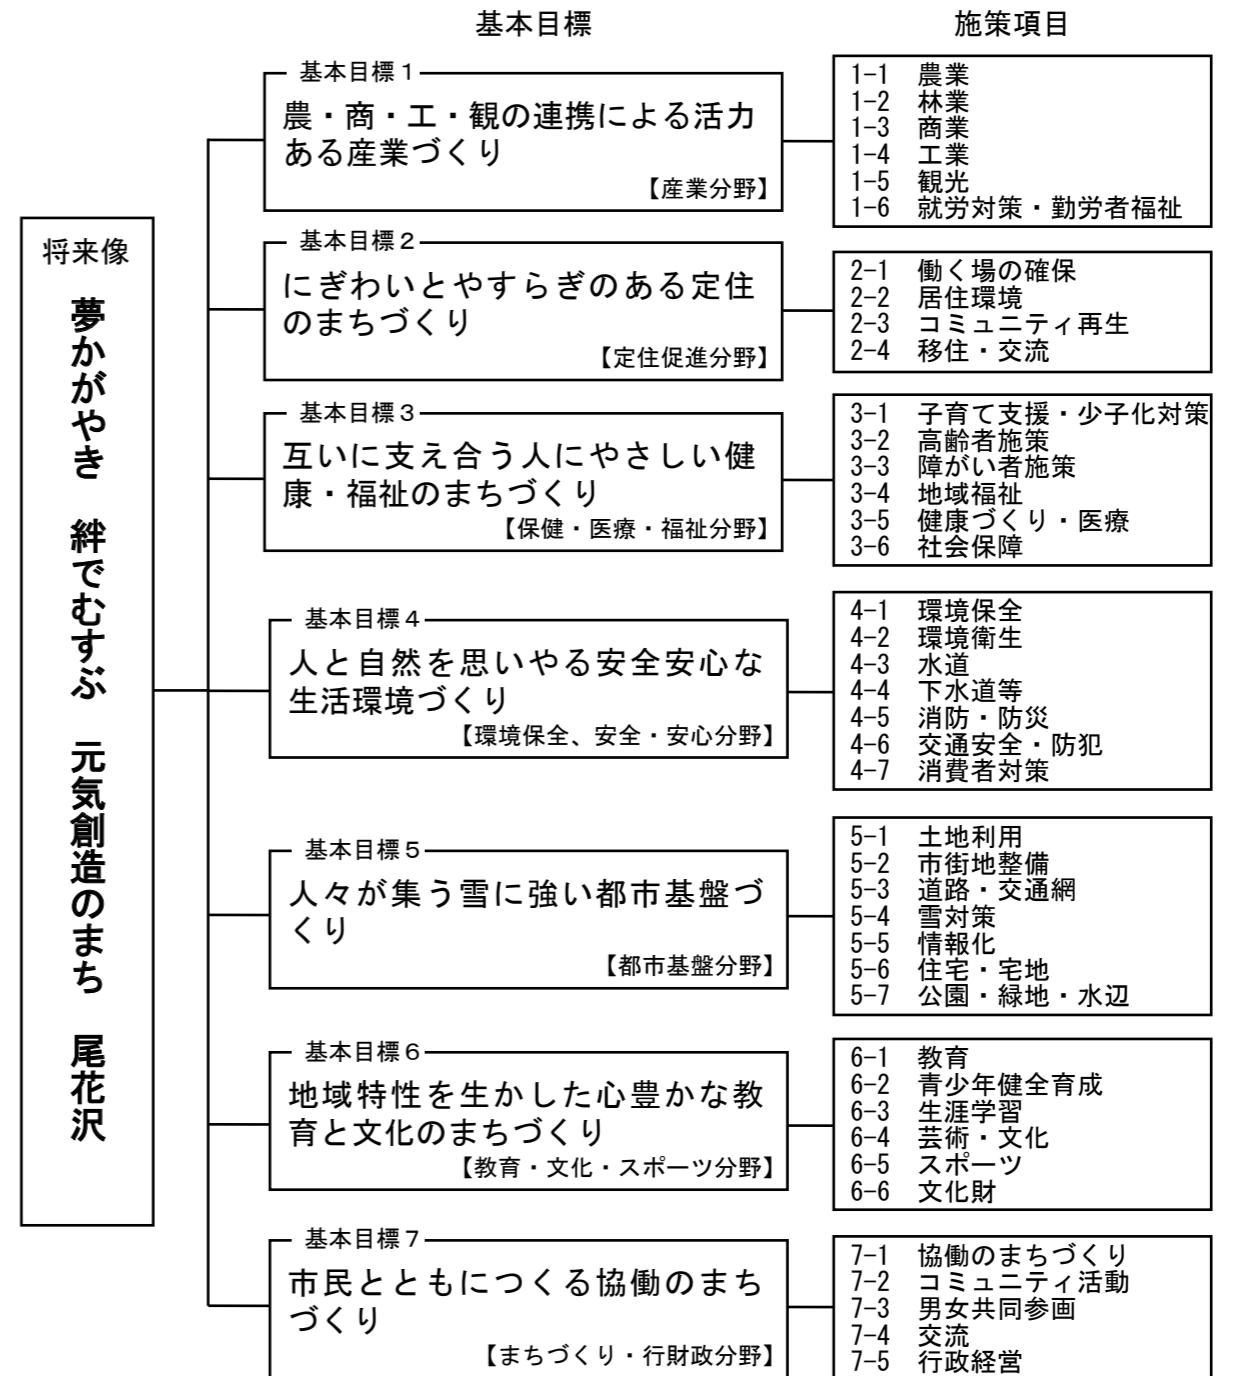 基本目標
施策項目
将来像
夢かがやき　絆でむすぶ　元気創造のまち　尾花沢
基本目標１
農・商・工・観の連携による活力
ある産業づくり
【産業分野】
1-1　農業
1-2　林業
1-3　商業
1-4　工業
1-5　観光
1-6　就労対策・勤労者福祉
基本目標２
にぎわいとやすらぎのある定住
のまちづくり
【定住促進分野】
2-1　働く場の確保
2-2　居住環境
2-3　コミュニティ再生
2-4　移住・交流
基本目標３
互いに支え合う人にやさしい健
康・福祉のまちづくり
【保健・医療・福祉分野】
3-1　子育て支援・少子化対策
3-2　高齢者施策
3-3　障がい者施策
3-4　地域福祉
3-5　健康づくり・医療
3-6　社会保障
基本目標４
人と自然を思いやる安全安心な
生活環境づくり
【環境保全、安全・安心分野】
4-1　環境保全
4-2　環境衛生
4-3　水道
4-4　下水道等
4-5　消防・防災
4-6　交通安全・防犯
4-7　消費者対策
基本目標５
人々が集う雪に強い都市基盤づ
くり
【都市基盤分野】
5-1　土地利用
5-2　市街地整備
5-3　道路・交通網
5-4　雪対策
5-5　情報化
5-6　住宅・宅地
5-7　公園・緑地・水辺
基本目標６
地域特性を生かした心豊かな教
育と文化のまちづくり
【教育・文化・スポーツ分野】
6-1　教育
6-2　青少年健全育成
6-3　生涯学習
6-4　芸術・文化
6-5　スポーツ
6-6　文化財
基本目標７
市民とともにつくる協働のまち
づくり
【まちづくり・行財政分野】
7-1　協働のまちづくり
7-2　コミュニティ活動
7-3　男女共同参画
7-4　交流
7-5　行政経営